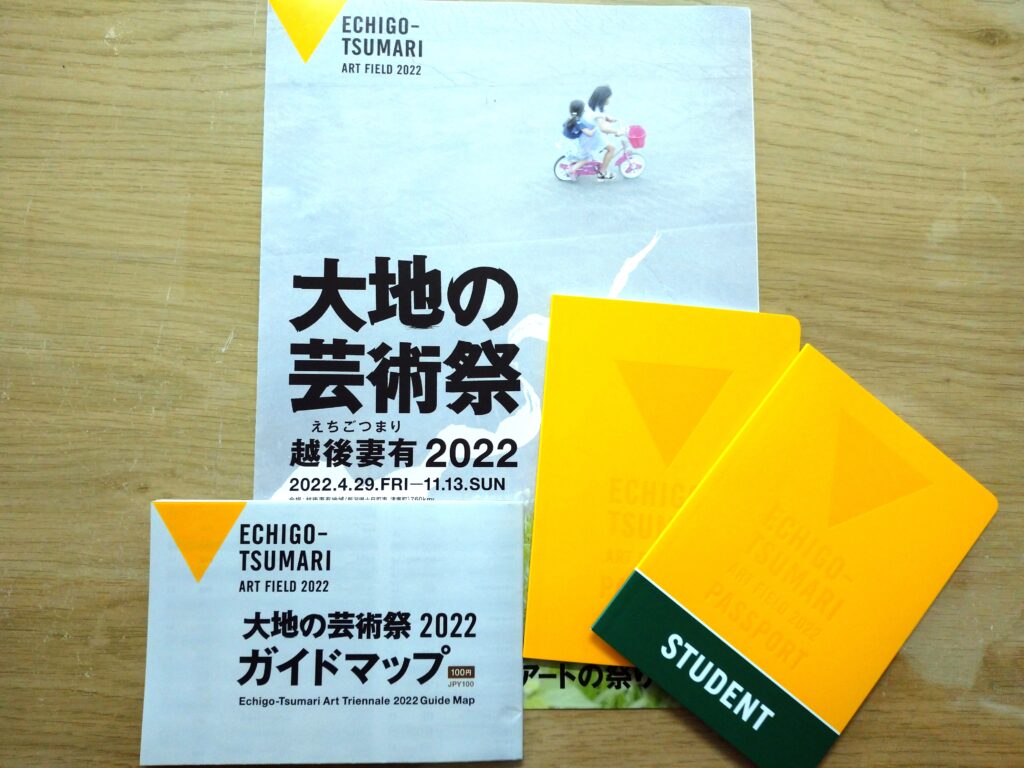 ECHIGO-
TSUMARI
ART FIELD 2022
大地の
芸術祭
えちごつまり
越後妻有 2022
2022.4.29.FRI—11.13.SUN
ECHIGO-
TSUMARI
ART FIELD 2022
大地の芸術祭 2022
ガイドマップ
100円
JPY100
Echigo-Tsumari Art Triennale 2022 Guide Map
アートの祭り
ECHIGO-
TSUMARI
ART FIELD 2022
PASSPORT
STUDENT